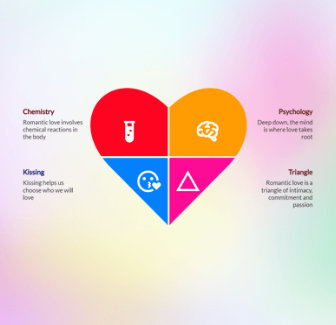 Chemistry
Romantic love involves
chemical reactions in
the body
Psychology
Deep down, the mind
is where love takes
root
Kissing
Kissing helps us
choose who we will
love
Triangle
Romantic love is a
triangle of intimacy,
commitment and
passion